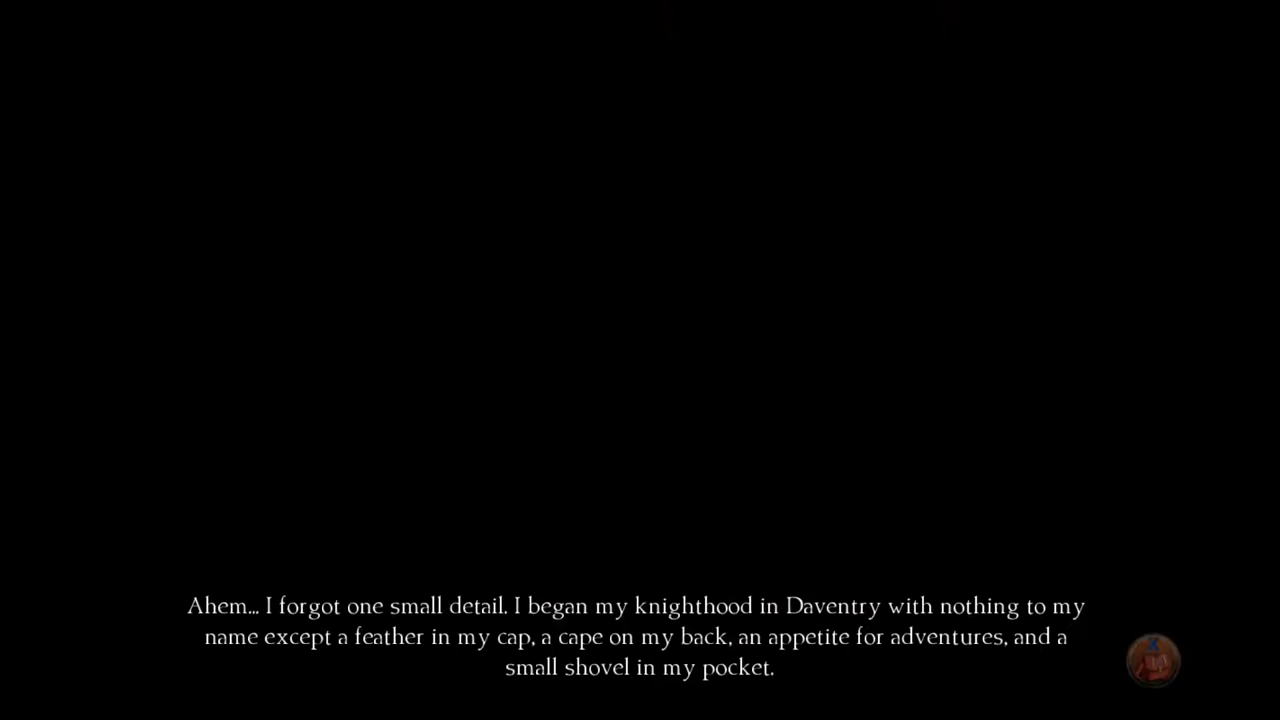 Ahem... I forgot one small detail. I began my knighthood in Daventry with nothing to my
name except a feather in my cap, a cape on my back, an appetite for adventures, and a
small shovel in my pocket.
X